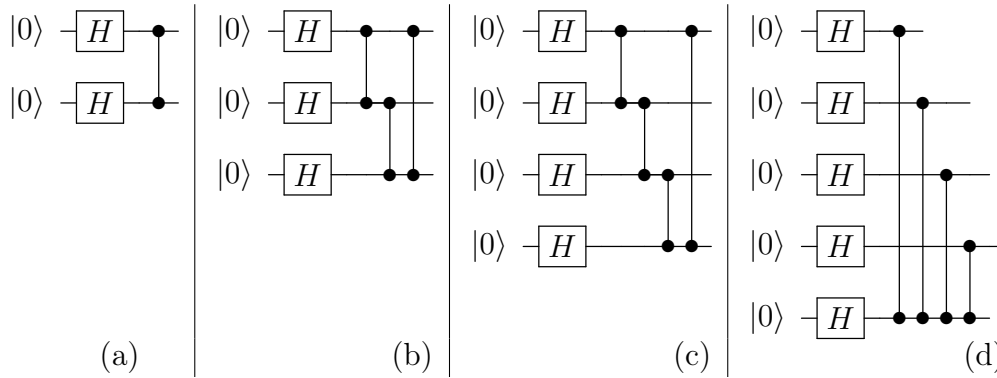 |0⟩ H |0⟩ H |0⟩ H |0⟩ H
|0⟩ H |0⟩ H |0⟩ H |0⟩ H
|0⟩ H |0⟩ H |0⟩ H
|0⟩ H |0⟩ H
|0⟩ H
(a) (b) (c) (d)